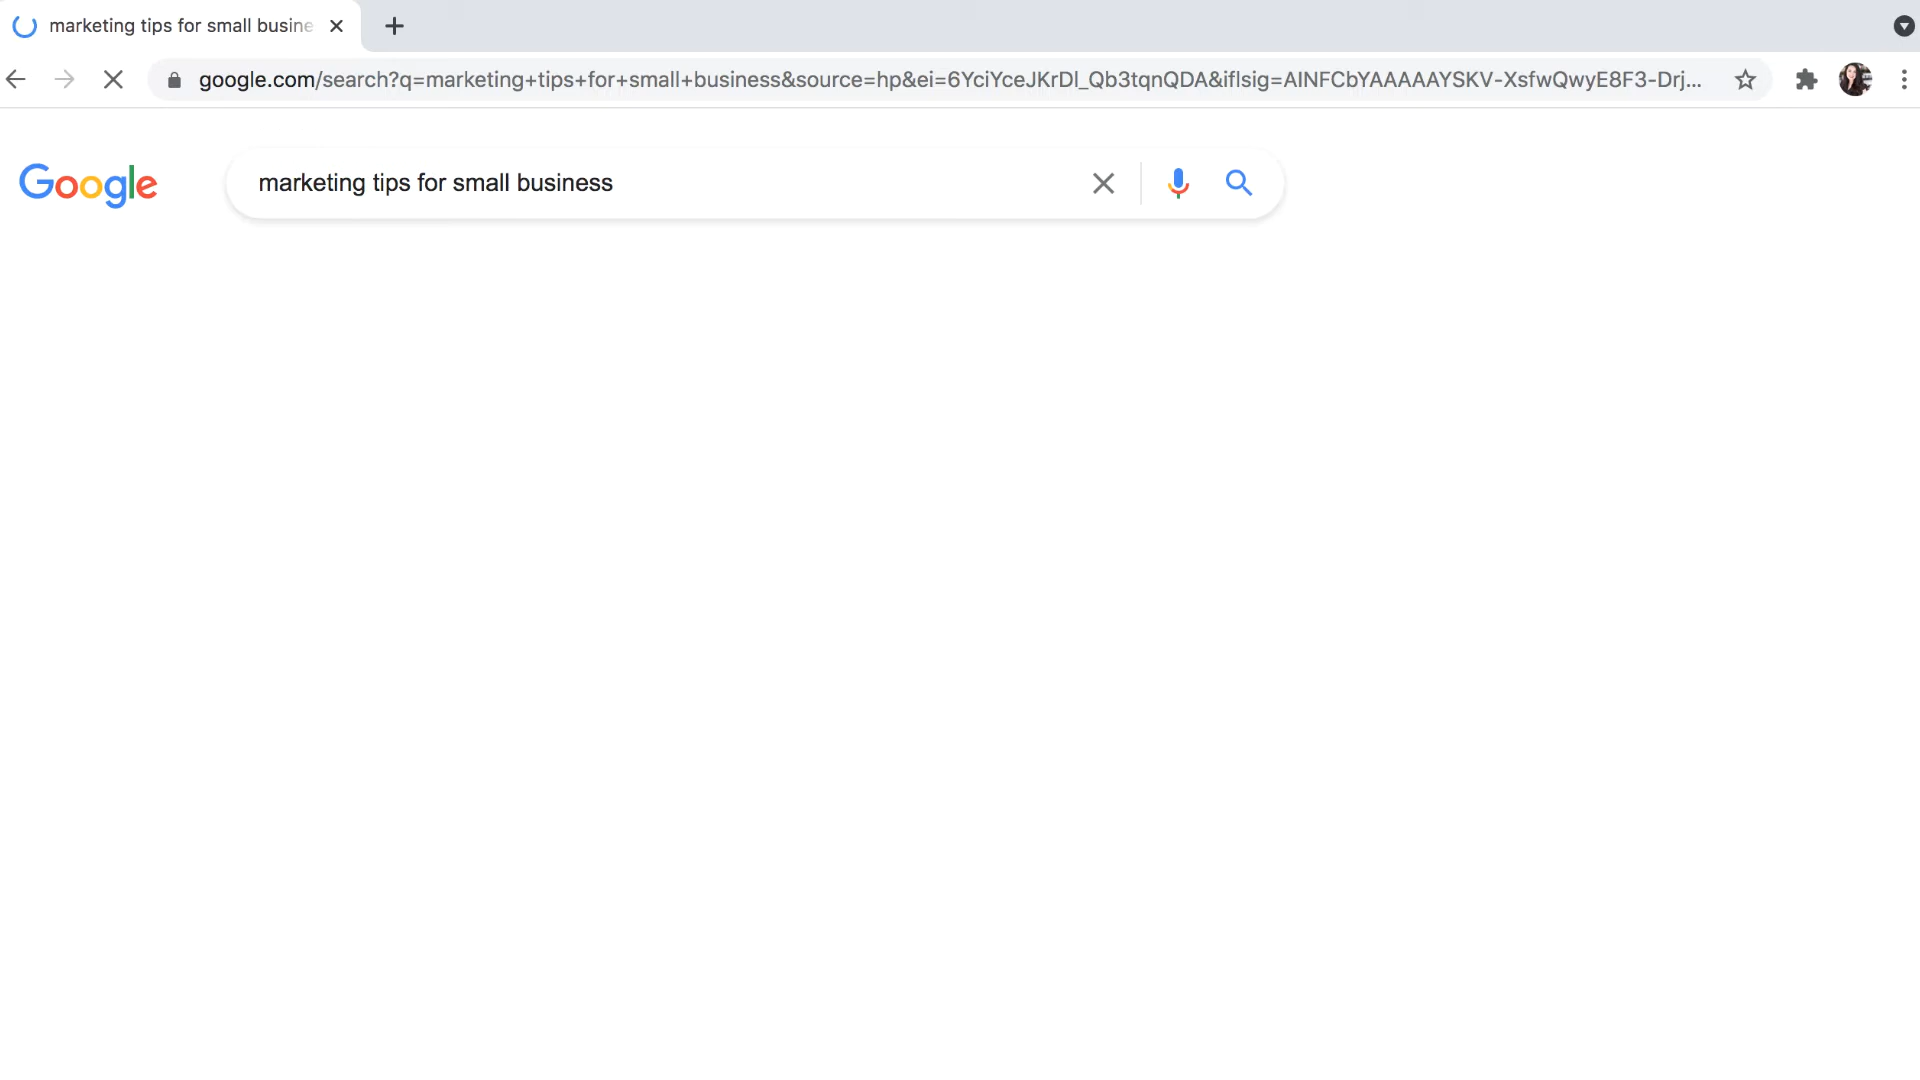 marketing tips for small busine
google.com/search?q=marketing+tips+for+small+business&source=hp&ei=6YciYceJKrDl_Qb3tqnQDA&iflsig=AINFCbYAAAAAYSKV-XsfwQwyE8F3-Drj...
Google marketing tips for small business